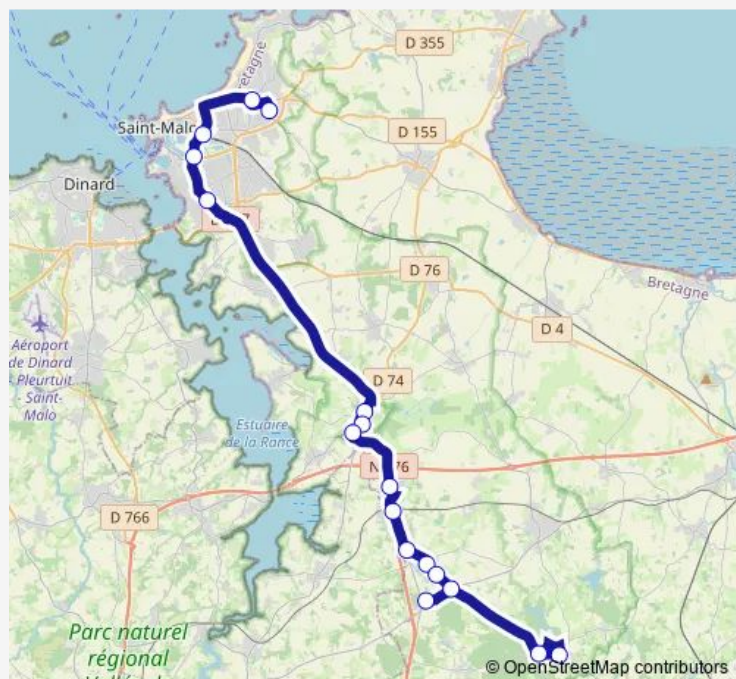 D 355
Bretagne
Saint-Malo
D 155
Dinard
D 76
Bretagne
D 4
Aéroport
de Dinard
Pleurtuit
- Saint-
Malo
D 74
Estuaire
de la Rance
D 766
Parc naturel
régional
© OpenStreetMap contributors